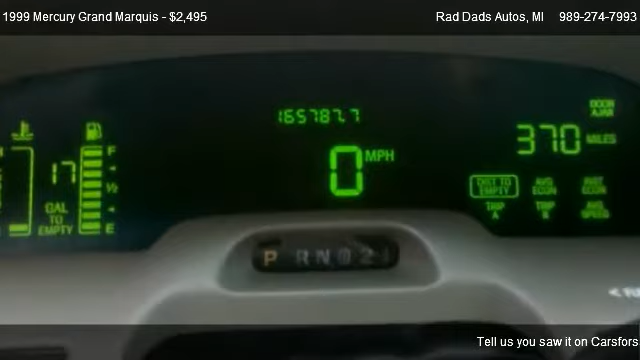 1999 Mercury Grand Marquis - $2,495
Rad Dads Autos, MI 989-274-7993
165787.7
DOOR AJAR
370 MILES
0 MPH
17
GAL TO EMPTY
F
½
E
DIST TO EMPTY
AVG ECON
INST ECON
TRIP A
TRIP B
AVG SPEED
P R N D 2 1
Tell us you saw it on Carsfors